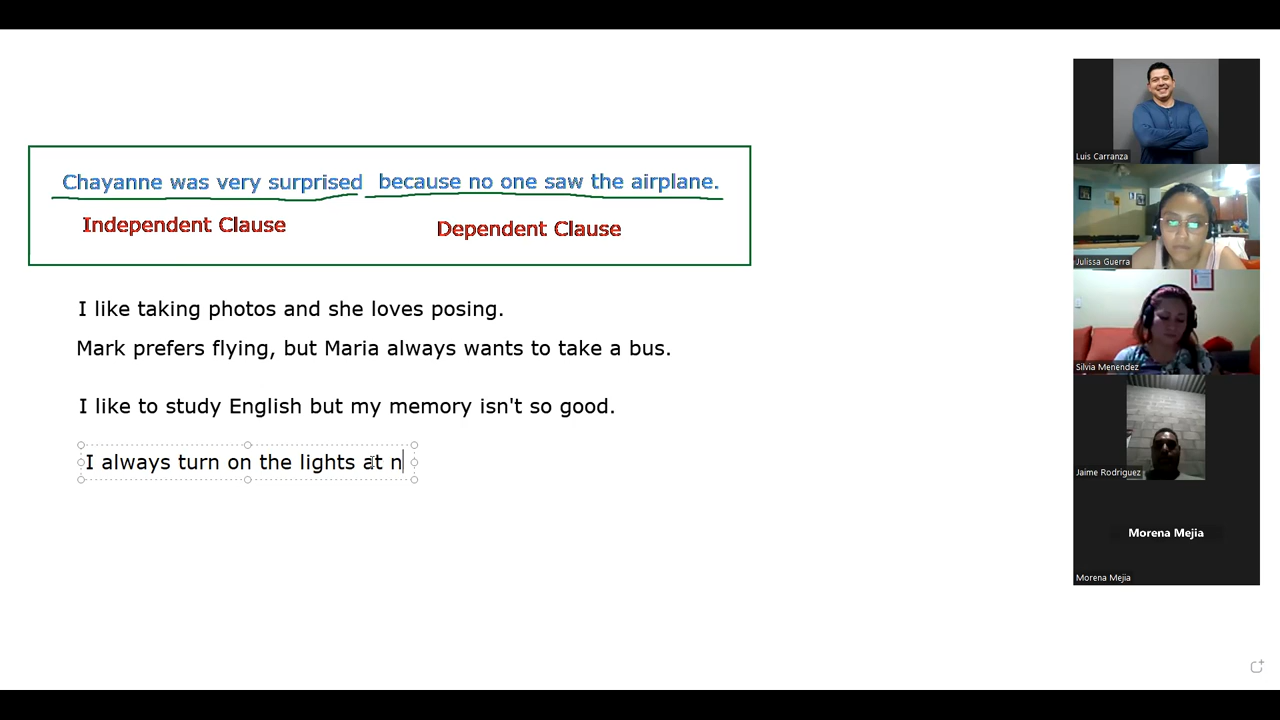 Chayanne was very surprised because no one saw the airplane.
Independent Clause Dependent Clause
I like taking photos and she loves posing.
Mark prefers flying, but Maria always wants to take a bus.
I like to study English but my memory isn't so good.
I always turn on the lights at n
Luis Carranza
Julissa Guerra
Silvia Menendez
Jaime Rodriguez
Morena Mejia
Morena Mejia